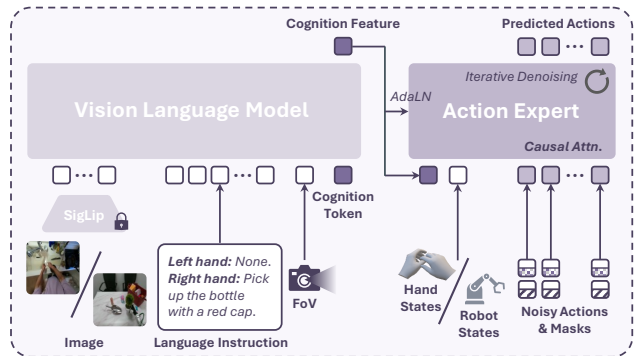 Cognition Feature
Predicted Actions
Iterative Denoising
AdaLN
Vision Language Model
Action Expert
Causal Attn.
Cognition
Token
SigLip
Left hand: None.
Right hand: Pick
up the bottle
with a red cap.
FoV
Hand
States
Robot
States
Noisy Actions
& Masks
Image
Language Instruction